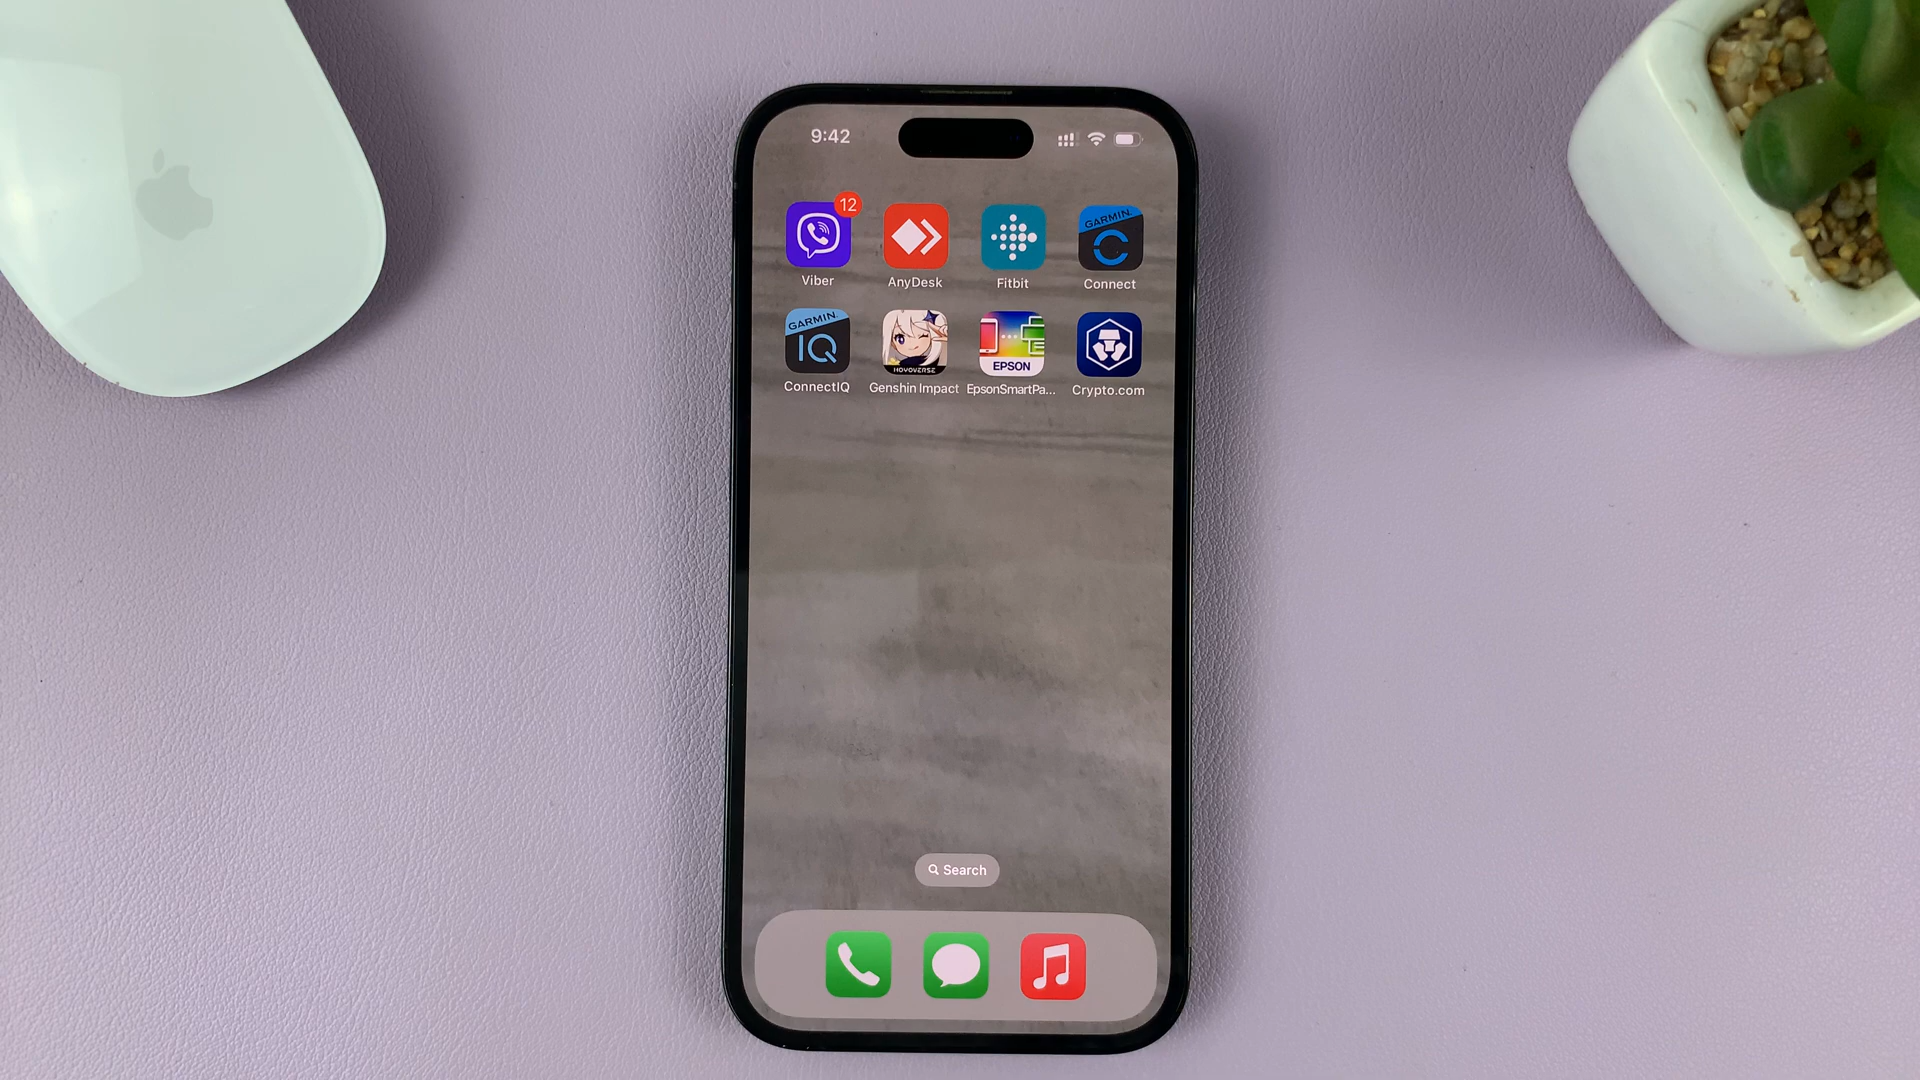 9:42
12
GARMIN
Viber AnyDesk Fitbit Connect
GARMIN
IQ
HOYOVERSE
EPSON
ConnectIQ Genshin Impact EpsonSmartPa... Crypto.com
Search